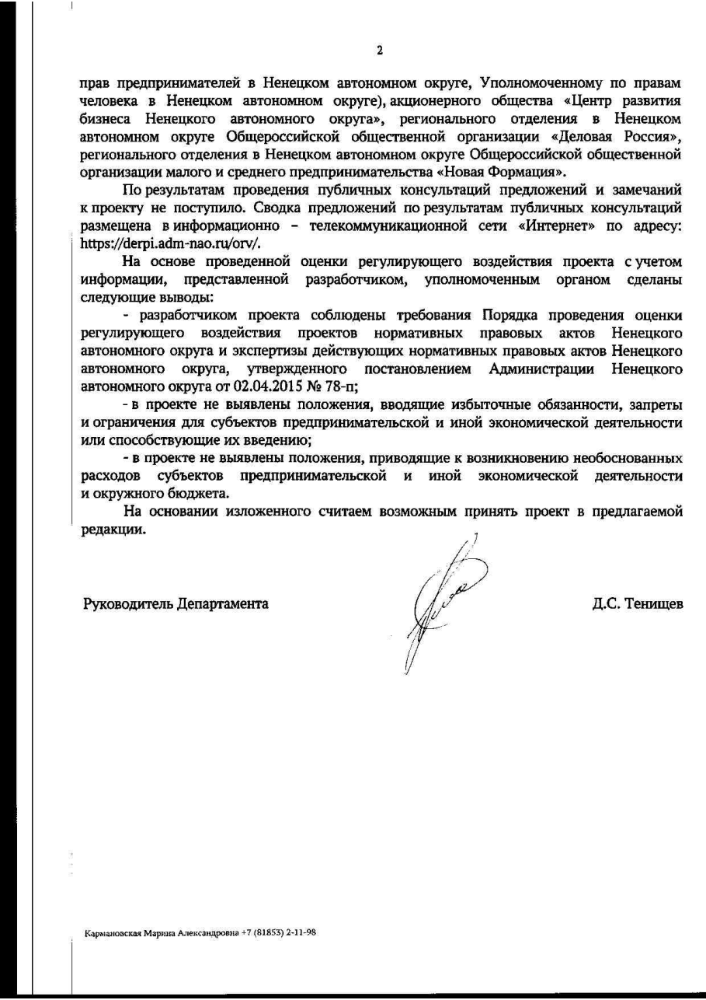 2
прав предпринимателей в Ненецком автономном округе, Уполномоченному по правам
человека в Ненецком автономном округе), акционерного общества «Центр развития
бизнеса Ненецкого автономного округа», регионального отделения в Ненецком
автономном округе Общероссийской общественной организации «Деловая Россия»,
регионального отделения в Ненецком автономном округе Общероссийской общественной
организации малого и среднего предпринимательства «Новая Формация».
По результатам проведения публичных консультаций предложений и замечаний
к проекту не поступило. Сводка предложений по результатам публичных консультаций
размещена в информационно – телекоммуникационной сети «Интернет» по адресу:
https://derpi.adm-nao.ru/orv/.
На основе проведенной оценки регулирующего воздействия проекта с учетом
информации, представленной разработчиком, уполномоченным органом сделаны
следующие выводы:
- разработчиком проекта соблюдены требования Порядка проведения оценки
регулирующего воздействия проектов нормативных правовых актов Ненецкого
автономного округа и экспертизы действующих нормативных правовых актов Ненецкого
автономного округа, утвержденного постановлением Администрации Ненецкого
автономного округа от 02.04.2015 № 78-п;
- в проекте не выявлены положения, вводящие избыточные обязанности, запреты
и ограничения для субъектов предпринимательской и иной экономической деятельности
или способствующие их введению;
- в проекте не выявлены положения, приводящие к возникновению необоснованных
расходов субъектов предпринимательской и иной экономической деятельности
и окружного бюджета.
На основании изложенного считаем возможным принять проект в предлагаемой
редакции.
Руководитель Департамента Д.С. Тенищев
Кармановская Марина Александровна +7 (81853) 2-11-98